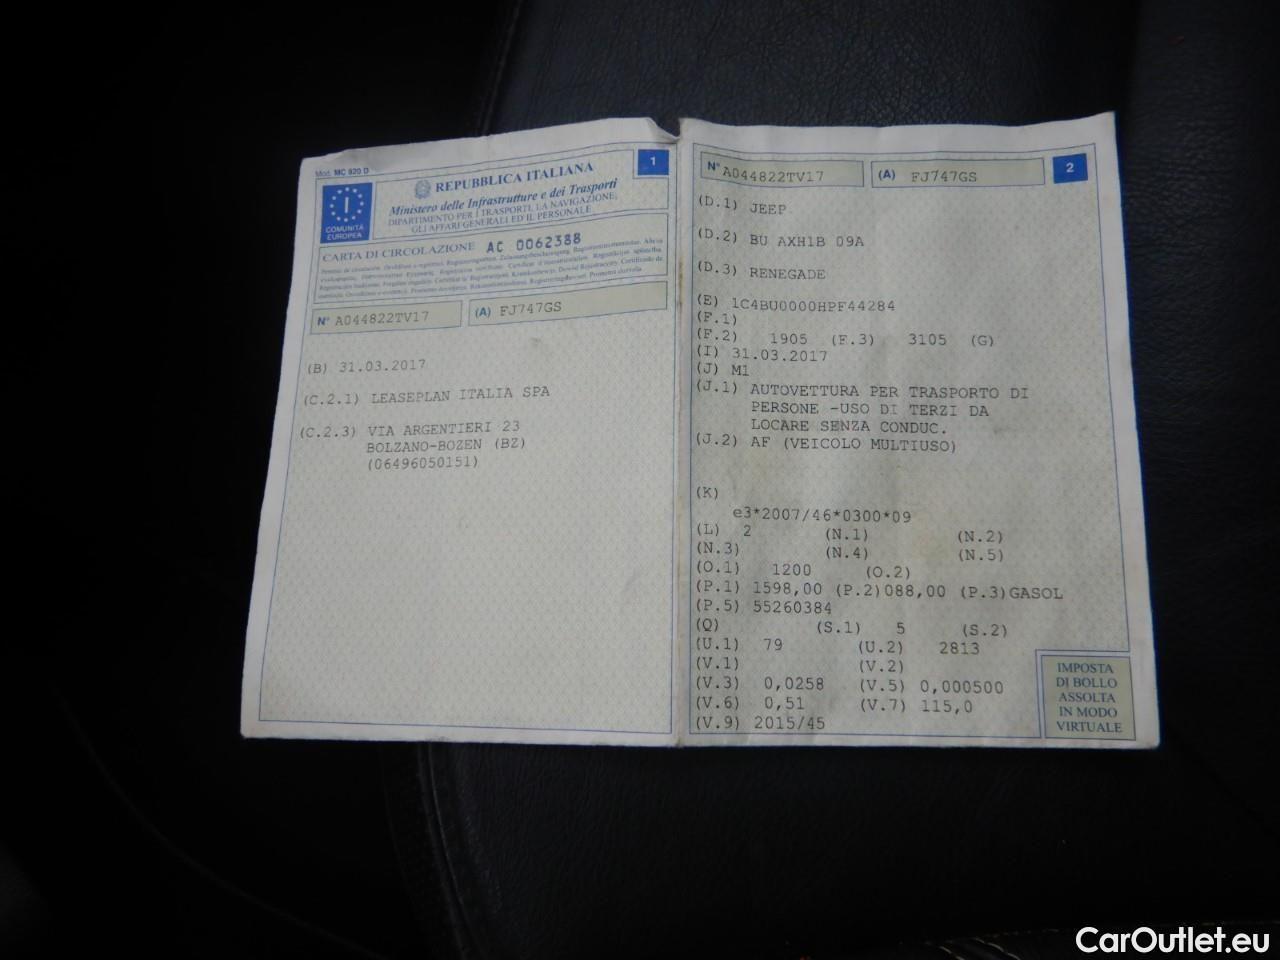 Mod. MC 820 D
1
I
COMUNITÀ
EUROPEA
REPUBBLICA ITALIANA
Ministero delle Infrastrutture e dei Trasporti
DIPARTIMENTO PER I TRASPORTI, LA NAVIGAZIONE,
GLI AFFARI GENERALI ED IL PERSONALE
CARTA DI CIRCOLAZIONE AC 0062388
N° A044822TV17
(A) FJ747GS
(B) 31.03.2017
(C.2.1) LEASEPLAN ITALIA SPA
(C.2.3) VIA ARGENTIERI 23
BOLZANO-BOZEN (BZ)
(06496050151)
N° A044822TV17
(A) FJ747GS
2
(D.1) JEEP
(D.2) BU AXH1B 09A
(D.3) RENEGADE
(E) 1C4BU0000HPF44284
(F.1)
(F.2) 1905 (F.3) 3105 (G)
(I) 31.03.2017
(J) M1
(J.1) AUTOVETTURA PER TRASPORTO DI
PERSONE -USO DI TERZI DA
LOCARE SENZA CONDUC.
(J.2) AF (VEICOLO MULTIUSO)
(K)
e3*2007/46*0300*09
(L) 2 (N.1) (N.2)
(N.3) (N.4) (N.5)
(O.1) 1200 (O.2)
(P.1) 1598,00 (P.2)088,00 (P.3)GASOL
(P.5) 55260384
(Q) (S.1) 5 (S.2)
(U.1) 79 (U.2) 2813
(V.1) (V.2)
(V.3) 0,0258 (V.5) 0,000500
(V.6) 0,51 (V.7) 115,0
(V.9) 2015/45
IMPOSTA
DI BOLLO
ASSOLTA
IN MODO
VIRTUALE
CarOutlet.eu